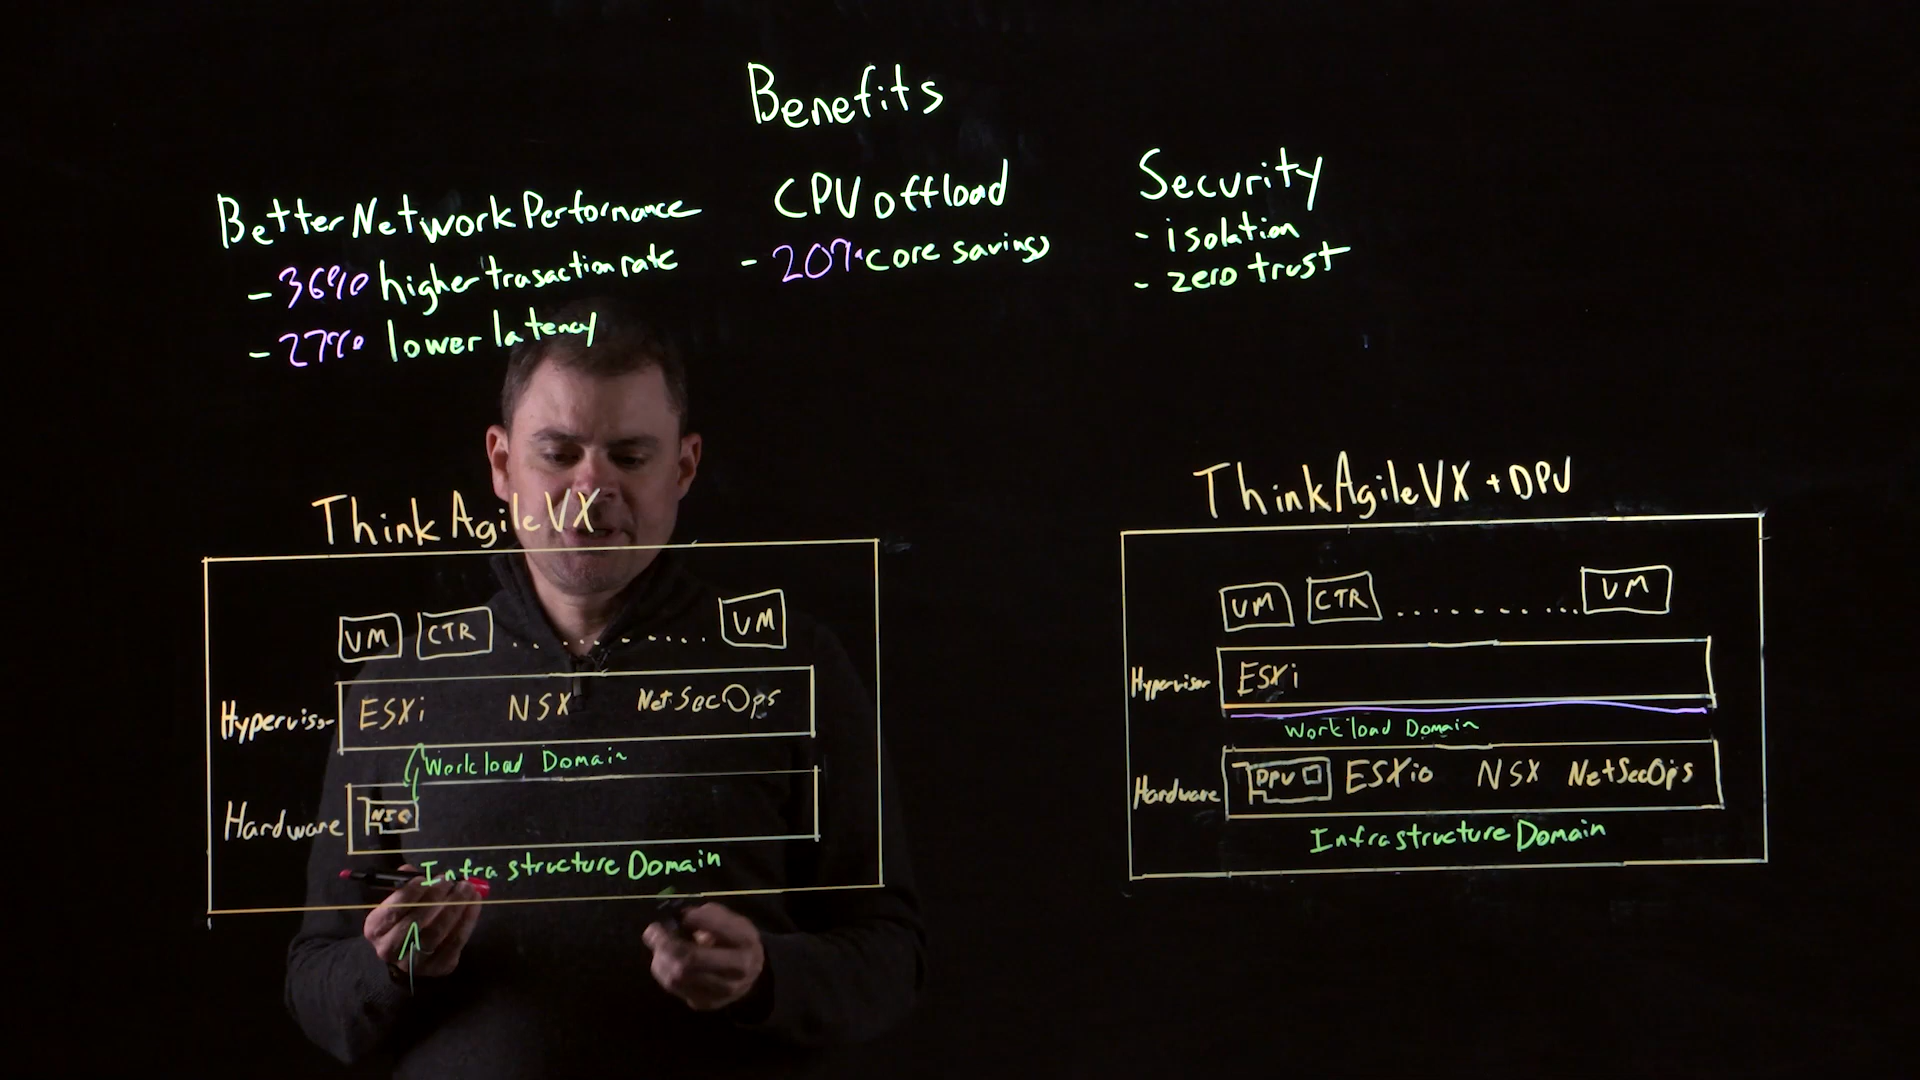 Benefits
Better Network Performance
- 36% higher trasaction rate
- 27% lower latency
CPU offload
- 20% core savings
Security
- isolation
- zero trust
ThinkAgile VX
VM CTR .......... VM
Hypervisor ESXi NSX NetSecOps
Workload Domain
Hardware NIC
Infrastructure Domain
ThinkAgile VX + DPU
VM CTR .......... VM
Hypervisor ESXi
Workload Domain
Hardware DPU ESXio NSX NetSecOps
Infrastructure Domain